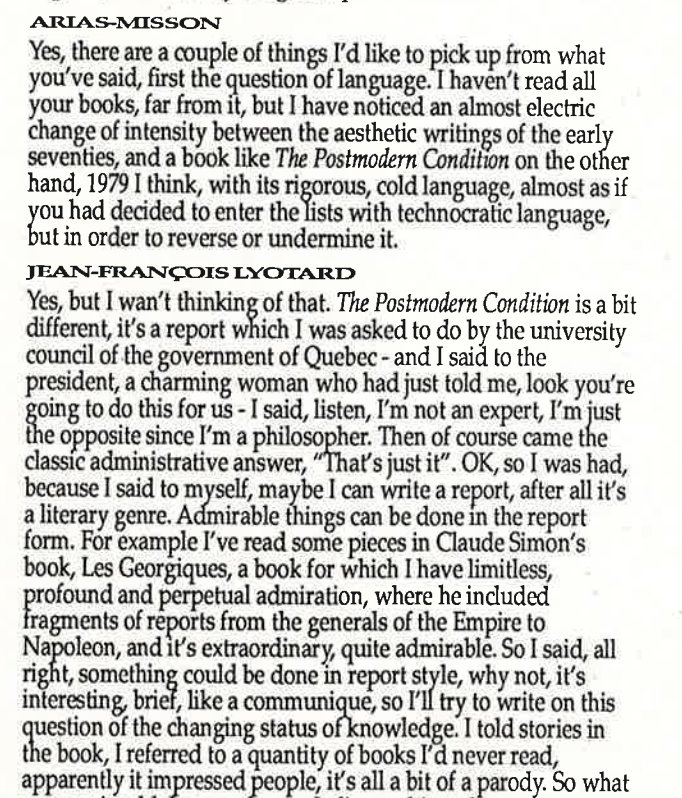 ARIAS-MISSON
Yes, there are a couple of things I'd like to pick up from what
you've said, first the question of language. I haven't read all
your books, far from it, but I have noticed an almost electric
change of intensity between the aesthetic writings of the early
seventies, and a book like The Postmodern Condition on the other
hand, 1979 I think, with its rigorous, cold language, almost as if
you had decided to enter the lists with technocratic language,
but in order to reverse or undermine it.
JEAN-FRANÇOIS LYOTARD
Yes, but I wan't thinking of that. The Postmodern Condition is a bit
different, it's a report which I was asked to do by the university
council of the government of Quebec - and I said to the
president, a charming woman who had just told me, look you're
going to do this for us - I said, listen, I'm not an expert, I'm just
the opposite since I'm a philosopher. Then of course came the
classic administrative answer, "That's just it". OK, so I was had,
because I said to myself, maybe I can write a report, after all it's
a literary genre. Admirable things can be done in the report
form. For example I've read some pieces in Claude Simon's
book, Les Georgiques, a book for which I have limitless,
profound and perpetual admiration, where he included
fragments of reports from the generals of the Empire to
Napoleon, and it's extraordinary, quite admirable. So I said, all
right, something could be done in report style, why not, it's
interesting, brief, like a communique, so I'll try to write on this
question of the changing status of knowledge. I told stories in
the book, I referred to a quantity of books I'd never read,
apparently it impressed people, it's all a bit of a parody. So what